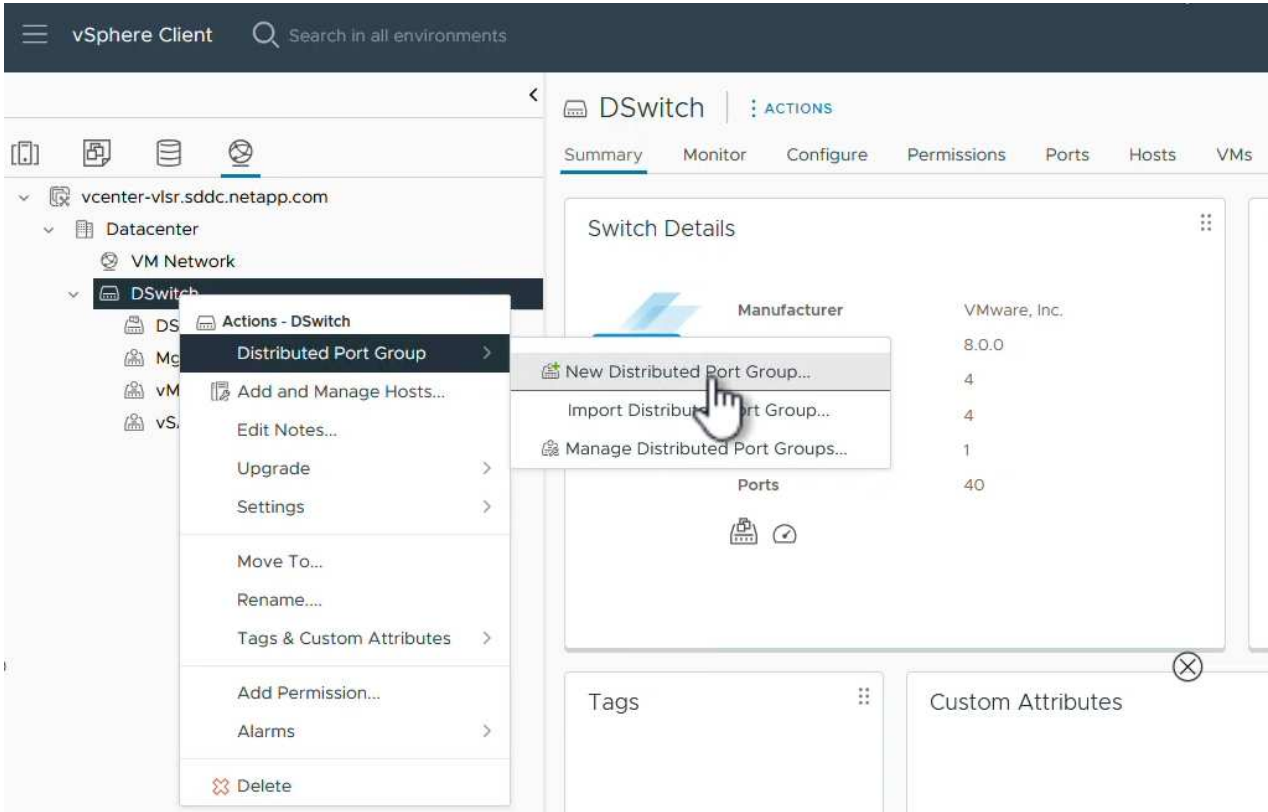 vSphere Client
Search in all environments
DSwitch
ACTIONS
Summary Monitor Configure Permissions Ports Hosts VMs
vcenter-vlsr.sddc.netapp.com
Datacenter
VM Network
DSwitch
DS
Mg
vM
vS
Actions - DSwitch
Distributed Port Group
Add and Manage Hosts...
Edit Notes...
Upgrade
Settings
Move To...
Rename....
Tags & Custom Attributes
Add Permission...
Alarms
Delete
New Distributed Port Group...
Import Distributed Port Group...
Manage Distributed Port Groups...
Switch Details
Manufacturer VMware, Inc.
8.0.0
4
4
1
Ports 40
Tags
Custom Attributes